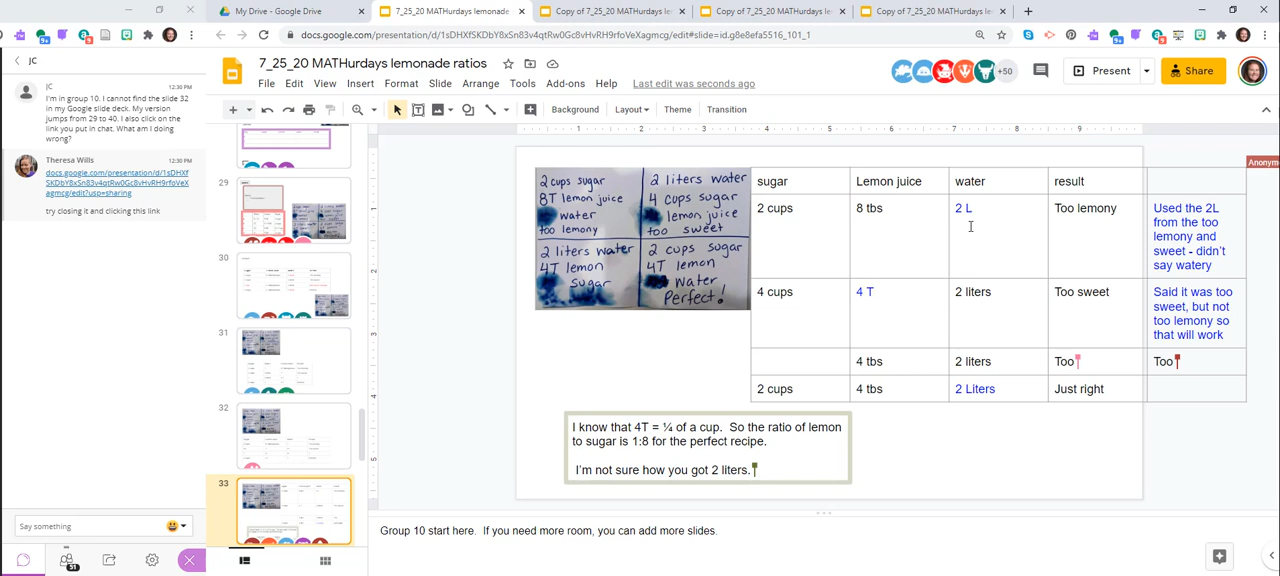 My Drive - Google Drive
7_25_20 MATHurdays lemonade
Copy of 7_25_20 MATHurdays le
Copy of 7_25_20 MATHurdays le
Copy of 7_25_20 MATHurdays le
docs.google.com/presentation/d/1sDHXfSKDbY8xSn83v4qtRw0Gc8vHvRH9rfoVeXagmcg/edit#slide=id.g8e8efa5516_101_1
JC
JC
12:30 PM
I'm in group 10. I cannot find the slide 32
in my Google slide deck. My version
jumps from 29 to 40. I also click on the
link you put in chat. What am I doing
wrong?
Theresa Wills
12:30 PM
docs.google.com/presentation/d/1sDHXf
SKDbY8xSn83v4qtRw0Gc8vHvRH9rfoVeX
agmcg/edit?usp=sharing
try closing it and clicking this link
Say something
51
7_25_20 MATHurdays lemonade ratios
File Edit View Insert Format Slide Arrange Tools Add-ons Help
Last edit was seconds ago
+50
Present
Share
Background
Layout
Theme
Transition
1 2 3 4 5 6 7 8 9
29
30
31
32
33
2 cups sugar
8T lemon juice
water
too lemony
2 liters water
4 cups sugar
lemon juice
too sweet
2 liters water
4T lemon
sugar
2 cups sugar
4T lemon
water
Perfect!
sugar Lemon juice water result
2 cups 8 tbs 2 L Too lemony
Used the 2L
from the too
lemony and
sweet - didn't
say watery
4 cups 4 T 2 liters Too sweet
Said it was too
sweet, but not
too lemony so
that will work
4 tbs 2 liters Too Too
2 cups 4 tbs 2 Liters Just right
Anonym
I know that 4T = ¼ of a cup. So the ratio of lemon
to sugar is 1:8 for the perfect recipe.
I'm not sure how you got 2 liters.
Group 10 start here. If you need more room, you can add more slides.